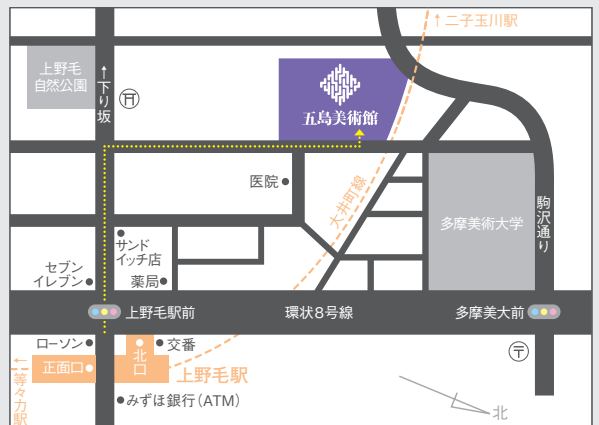 ↑二子玉川駅
上野毛
自然公園
↑下り坂
五島美術館
医院
大井町線
多摩美術大学
駒沢通り
サンド
イッチ店
セブン
イレブン
薬局
上野毛駅前
環状8号線
多摩美大前
ローソン
交番
正面口
北口
上野毛駅
←等々力駅
みずほ銀行(ATM)
〒
北